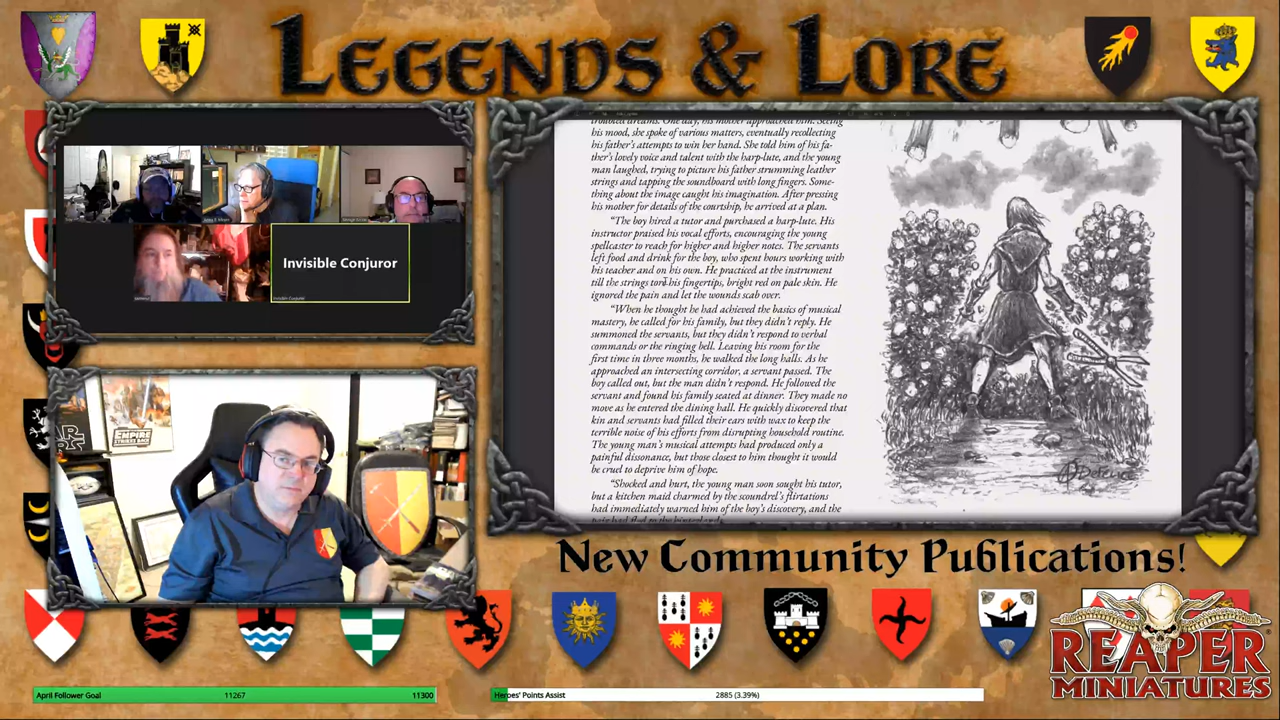 LEGENDS & LORE
Invisible Conjuror
Invisible Conjuror
STAR
WARS
EMPIRE
STRIKES BACK
troubled dreams. One day, his mother approached him. Seeing
his mood, she spoke of various matters, eventually recollecting
his father's attempts to win her hand. She told him of his fa-
ther's lovely voice and talent with the harp-lute, and the young
man laughed, trying to picture his father strumming leather
strings and tapping the soundboard with long fingers. Some-
thing about the image caught his imagination. After pressing
his mother for details of the courtship, he arrived at a plan.
"The boy hired a tutor and purchased a harp-lute. His
instructor praised his vocal efforts, encouraging the young
spellcaster to reach for higher and higher notes. The servants
left food and drink for the boy, who spent hours working with
his teacher and on his own. He practiced at the instrument
till the strings tore his fingertips, bright red on pale skin. He
ignored the pain and let the wounds scab over.
"When he thought he had achieved the basics of musical
mastery, he called for his family, but they didn't reply. He
summoned the servants, but they didn't respond to verbal
commands or the ringing bell. Leaving his room for the
first time in three months, he walked the long halls. As he
approached an intersecting corridor, a servant passed. The
boy called out, but the man didn't respond. He followed the
servant and found his family seated at dinner. They made no
move as he entered the dining hall. He quickly discovered that
kin and servants had filled their ears with wax to keep the
terrible noise of his efforts from disrupting household routine.
The young man's musical attempts had produced only a
painful dissonance, but those closest to him thought it would
be cruel to deprive him of hope.
"Shocked and hurt, the young man soon sought his tutor,
but a kitchen maid charmed by the scoundrel's flirtations
had immediately warned him of the boy's discovery, and the
New Community Publications!
REAPER
MINIATURES
April Follower Goal 11267 11300
Heroes' Points Assist 2885 (3.39%)